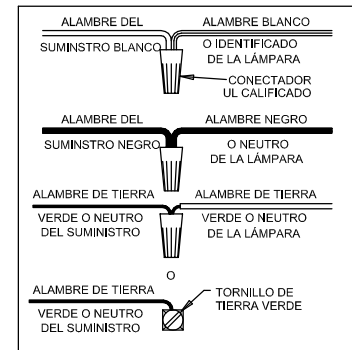 ALAMBRE DEL ALAMBRE BLANCO
SUMINSTRO BLANCO O IDENTIFICADO
DE LA LÁMPARA
CONECTADOR
UL CALIFICADO
ALAMBRE DEL ALAMBRE NEGRO
SUMINSTRO NEGRO O NEUTRO
DE LA LÁMPARA
ALAMBRE DE TIERRA ALAMBRE DE TIERRA
VERDE O NEUTRO VERDE O NEUTRO
DEL SUMINISTRO DE LA LÁMPARA
O
ALAMBRE DE TIERRA TORNILLO DE
TIERRA VERDE
VERDE O NEUTRO
DEL SUMINISTRO